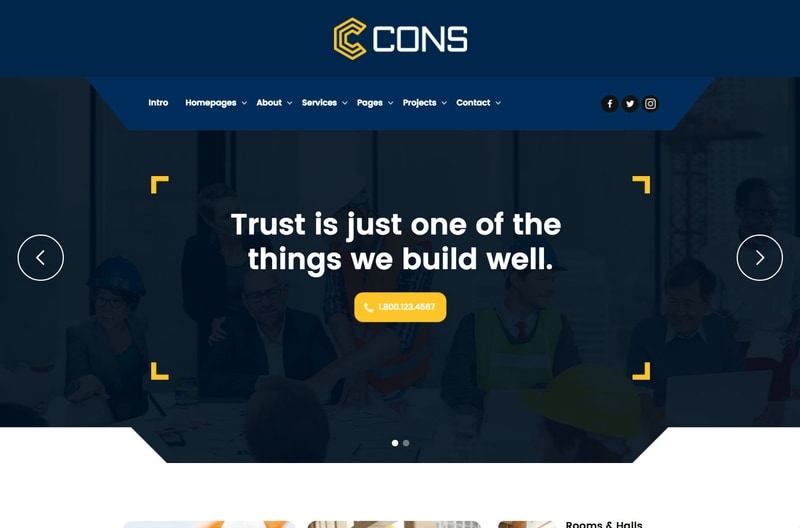 CONS
Intro Homepages About Services Pages Projects Contact
Trust is just one of the
things we build well.
1.800.123.4567
Rooms & Halls